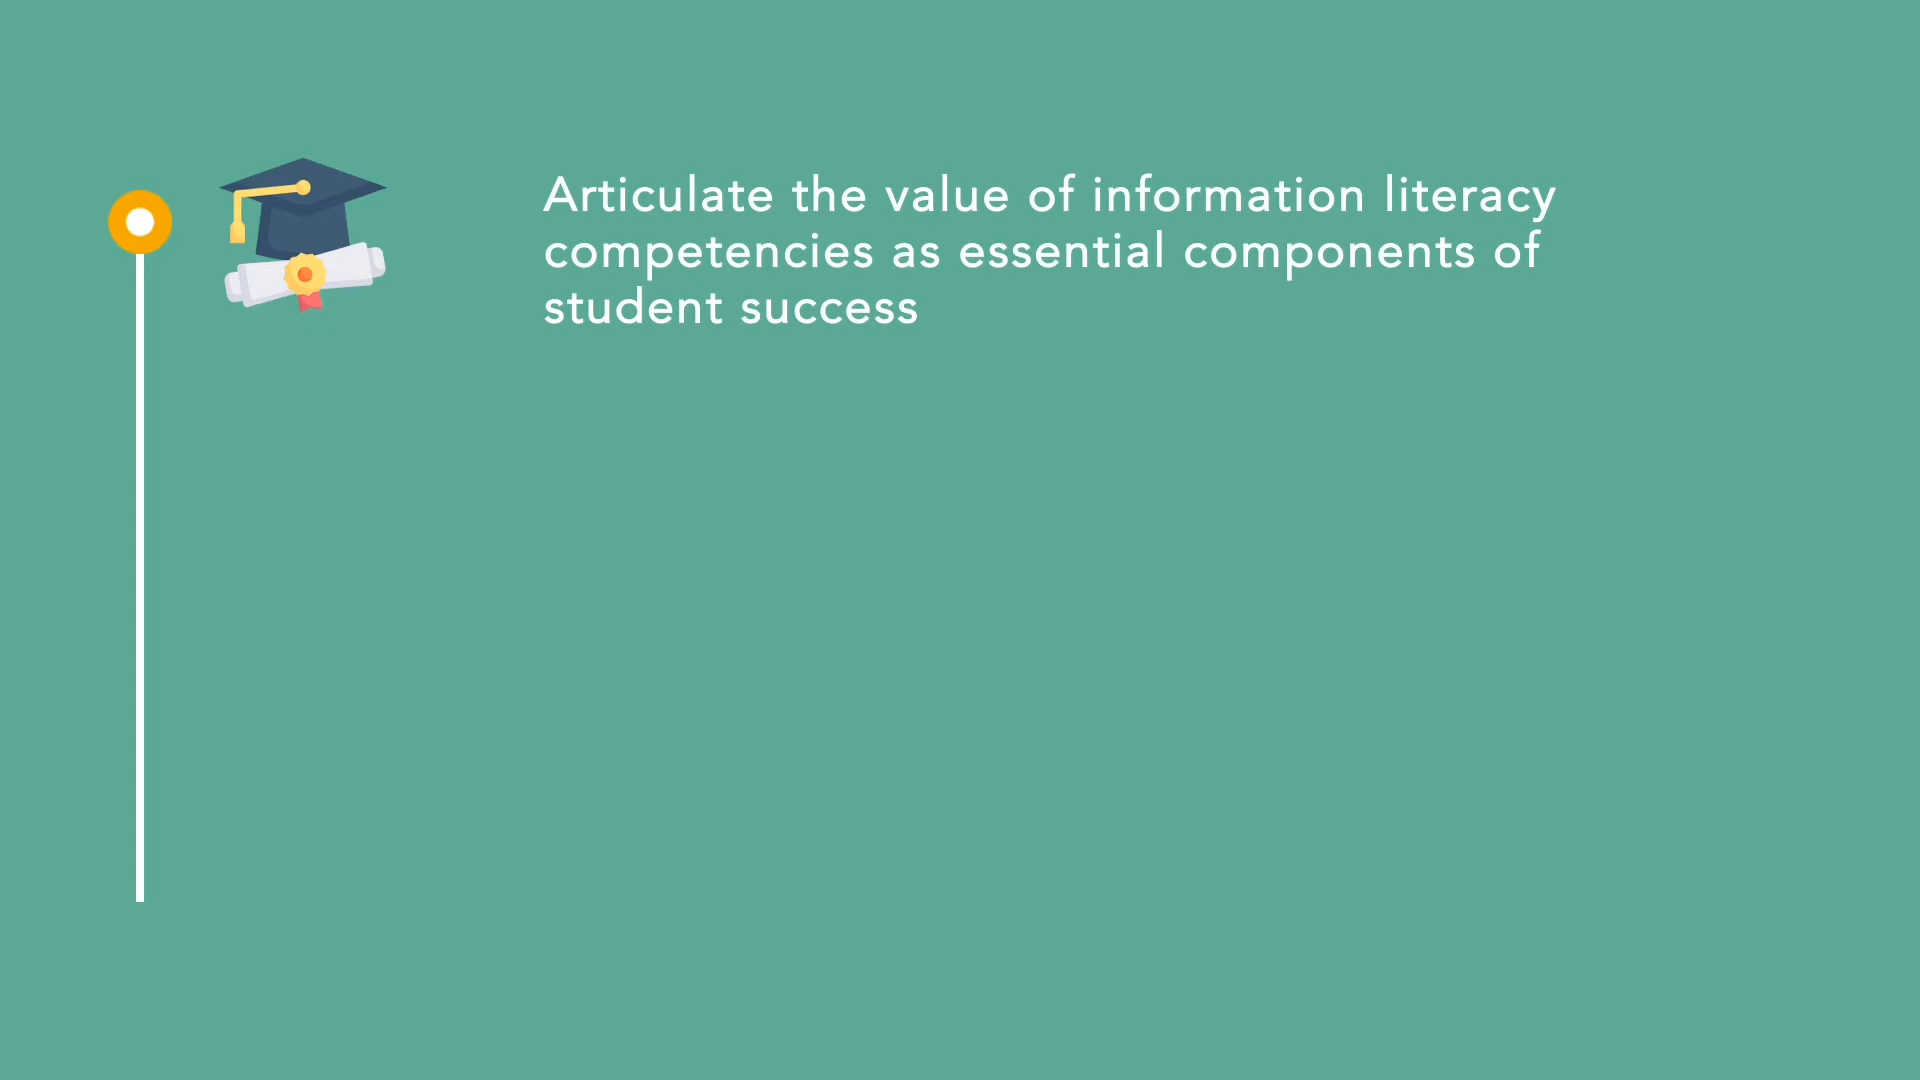 Articulate the value of information literacy
competencies as essential components of
student success